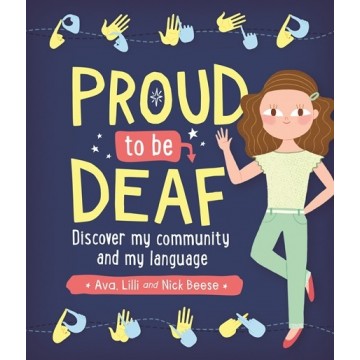 PROUD
to be
DEAF
Discover my community
and my language
* Ava, Lilli and Nick Beese *